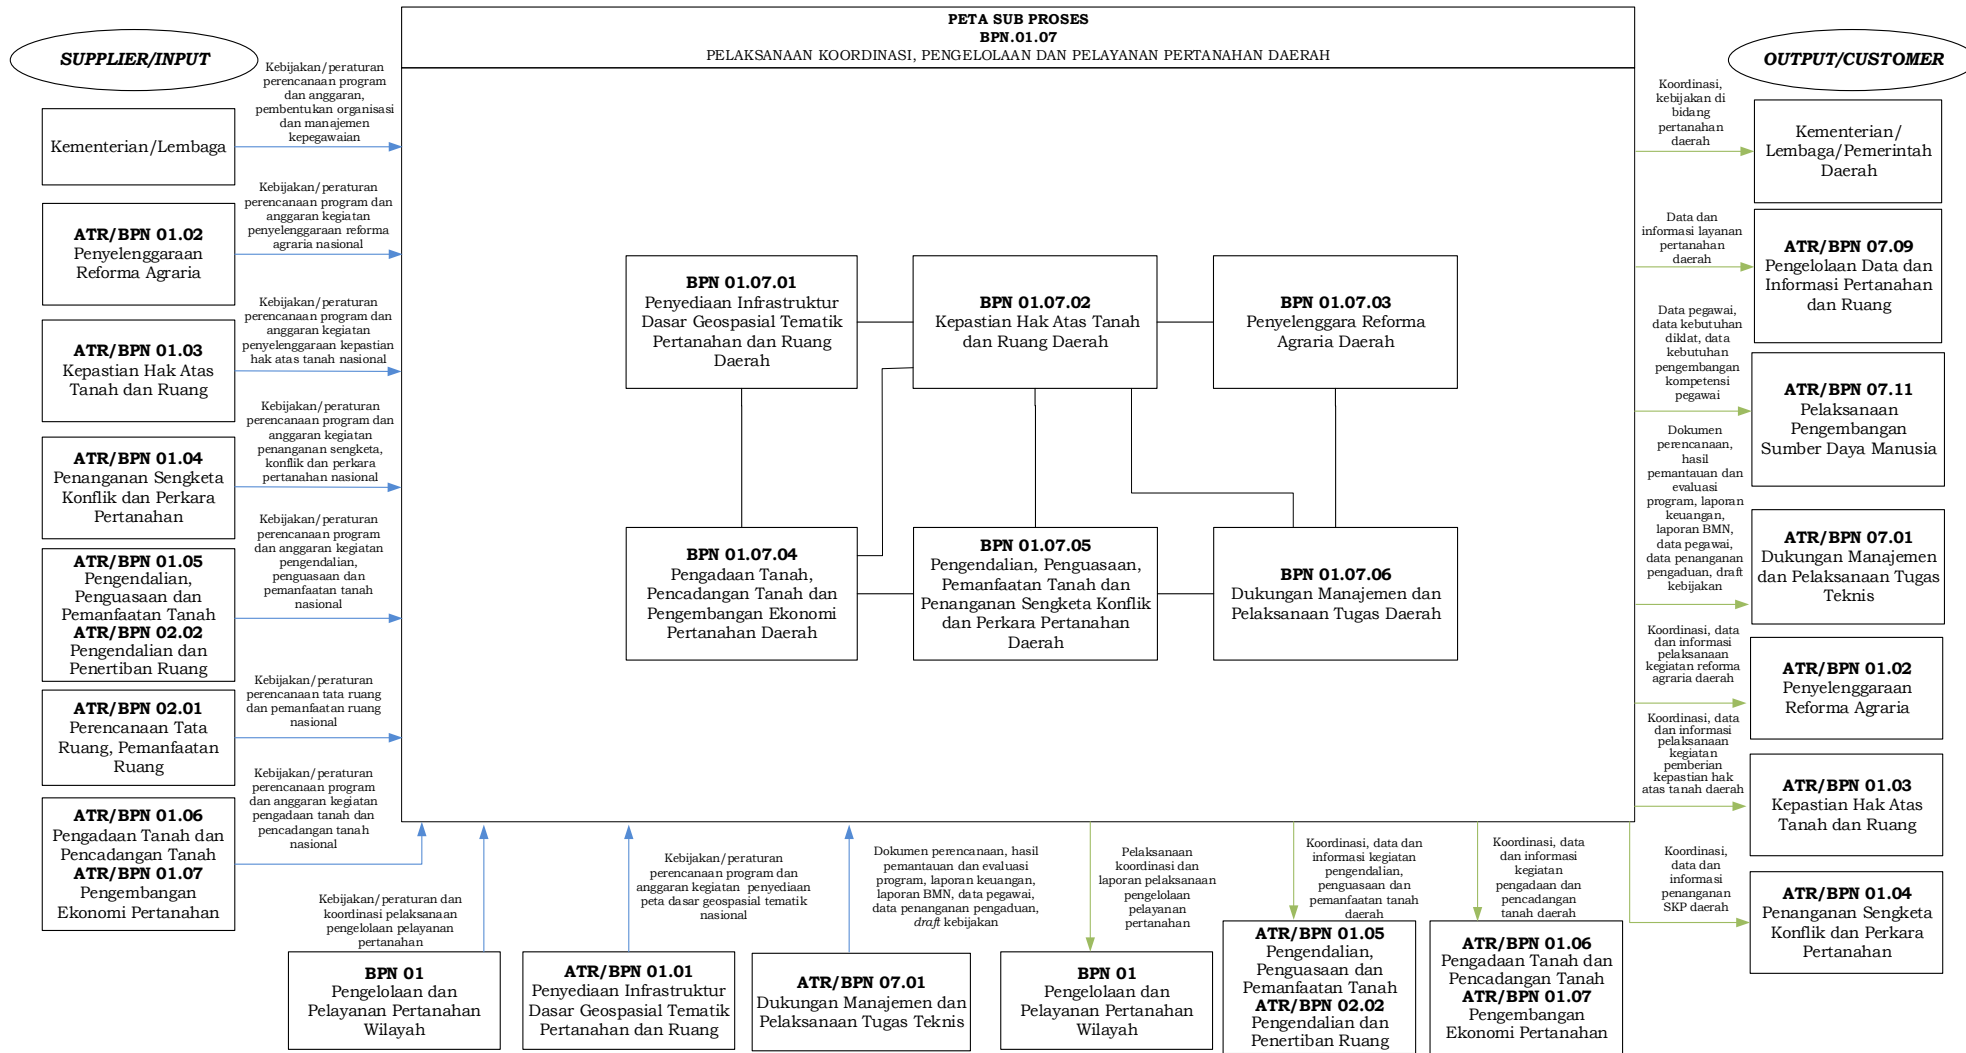 PETA SUB PROSES
BPN.01.07
PELAKSANAAN KOORDINASI, PENGELOLAAN DAN PELAYANAN PERTANAHAN DAERAH
SUPPLIER/INPUT
Kementerian/Lembaga
Kebijakan/peraturan
perencanaan program
dan anggaran,
pembentukan organisasi
dan manajemen
kepegawaian
ATR/BPN 01.02
Penyelenggaraan
Reforma Agraria
Kebijakan/peraturan
perencanaan program dan
anggaran kegiatan
penyelenggaraan reforma
agraria nasional
ATR/BPN 01.03
Kepastian Hak Atas
Tanah dan Ruang
Kebijakan/peraturan
perencanaan program dan
anggaran kegiatan
penyelenggaraan kepastian
hak atas tanah nasional
ATR/BPN 01.04
Penanganan Sengketa
Konflik dan Perkara
Pertanahan
Kebijakan/peraturan
perencanaan program dan
anggaran kegiatan
penanganan sengketa,
konflik dan perkara
pertanahan nasional
ATR/BPN 01.05
Pengendalian,
Penguasaan dan
Pemanfaatan Tanah
ATR/BPN 02.02
Pengendalian dan
Penertiban Ruang
Kebijakan/peraturan
perencanaan program
dan anggaran kegiatan
pengendalian,
penguasaan dan
pemanfaatan tanah
nasional
ATR/BPN 02.01
Perencanaan Tata
Ruang, Pemanfaatan
Ruang
Kebijakan/peraturan
perencanaan tata ruang
dan pemanfaatan ruang
nasional
ATR/BPN 01.06
Pengadaan Tanah dan
Pencadangan Tanah
ATR/BPN 01.07
Pengembangan
Ekonomi Pertanahan
Kebijakan/peraturan
perencanaan program
dan anggaran kegiatan
pengadaan tanah dan
pencadangan tanah
nasional
BPN 01.07.01
Penyediaan Infrastruktur
Dasar Geospasial Tematik
Pertanahan dan Ruang
Daerah
BPN 01.07.02
Kepastian Hak Atas Tanah
dan Ruang Daerah
BPN 01.07.03
Penyelenggara Reforma
Agraria Daerah
BPN 01.07.04
Pengadaan Tanah,
Pencadangan Tanah dan
Pengembangan Ekonomi
Pertanahan Daerah
BPN 01.07.05
Pengendalian, Penguasaan,
Pemanfaatan Tanah dan
Penanganan Sengketa Konflik
dan Perkara Pertanahan
Daerah
BPN 01.07.06
Dukungan Manajemen dan
Pelaksanaan Tugas Daerah
OUTPUT/CUSTOMER
Koordinasi,
kebijakan di
bidang
pertanahan
daerah
Kementerian/
Lembaga/Pemerintah
Daerah
Data dan
informasi layanan
pertanahan
daerah
ATR/BPN 07.09
Pengelolaan Data dan
Informasi Pertanahan
dan Ruang
Data pegawai,
data kebutuhan
diklat, data
kebutuhan
pengembangan
kompetensi
pegawai
ATR/BPN 07.11
Pelaksanaan
Pengembangan
Sumber Daya Manusia
Dokumen
perencanaan,
hasil
pemantauan dan
evaluasi
program, laporan
keuangan,
laporan BMN,
data pegawai,
data penanganan
pengaduan, draft
kebijakan
ATR/BPN 07.01
Dukungan Manajemen
dan Pelaksanaan Tugas
Teknis
Koordinasi, data
dan informasi
pelaksanaan
kegiatan reforma
agraria daerah
ATR/BPN 01.02
Penyelenggaraan
Reforma Agraria
Koordinasi, data
dan informasi
pelaksanaan
kegiatan
pemberian
kepastian hak
atas tanah daerah
ATR/BPN 01.03
Kepastian Hak Atas
Tanah dan Ruang
Koordinasi,
data dan
informasi
penanganan
SKP daerah
ATR/BPN 01.04
Penanganan Sengketa
Konflik dan Perkara
Pertanahan
Kebijakan/peraturan dan
koordinasi pelaksanaan
pengelolaan pelayanan
pertanahan
BPN 01
Pengelolaan dan
Pelayanan Pertanahan
Wilayah
Kebijakan/peraturan
perencanaan program dan
anggaran kegiatan penyediaan
peta dasar geospasial tematik
nasional
ATR/BPN 01.01
Penyediaan Infrastruktur
Dasar Geospasial Tematik
Pertanahan dan Ruang
Dokumen perencanaan, hasil
pemantauan dan evaluasi
program, laporan keuangan,
laporan BMN, data pegawai,
data penanganan pengaduan,
draft kebijakan
ATR/BPN 07.01
Dukungan Manajemen dan
Pelaksanaan Tugas Teknis
Pelaksanaan
koordinasi dan
laporan pelaksanaan
pengelolaan
pelayanan
pertanahan
BPN 01
Pengelolaan dan
Pelayanan Pertanahan
Wilayah
Koordinasi, data dan
informasi kegiatan
pengendalian,
penguasaan dan
pemanfaatan tanah
daerah
ATR/BPN 01.05
Pengendalian,
Penguasaan dan
Pemanfaatan Tanah
ATR/BPN 02.02
Pengendalian dan
Penertiban Ruang
Koordinasi, data
dan informasi
kegiatan
pengadaan dan
pencadangan
tanah daerah
ATR/BPN 01.06
Pengadaan Tanah dan
Pencadangan Tanah
ATR/BPN 01.07
Pengembangan
Ekonomi Pertanahan